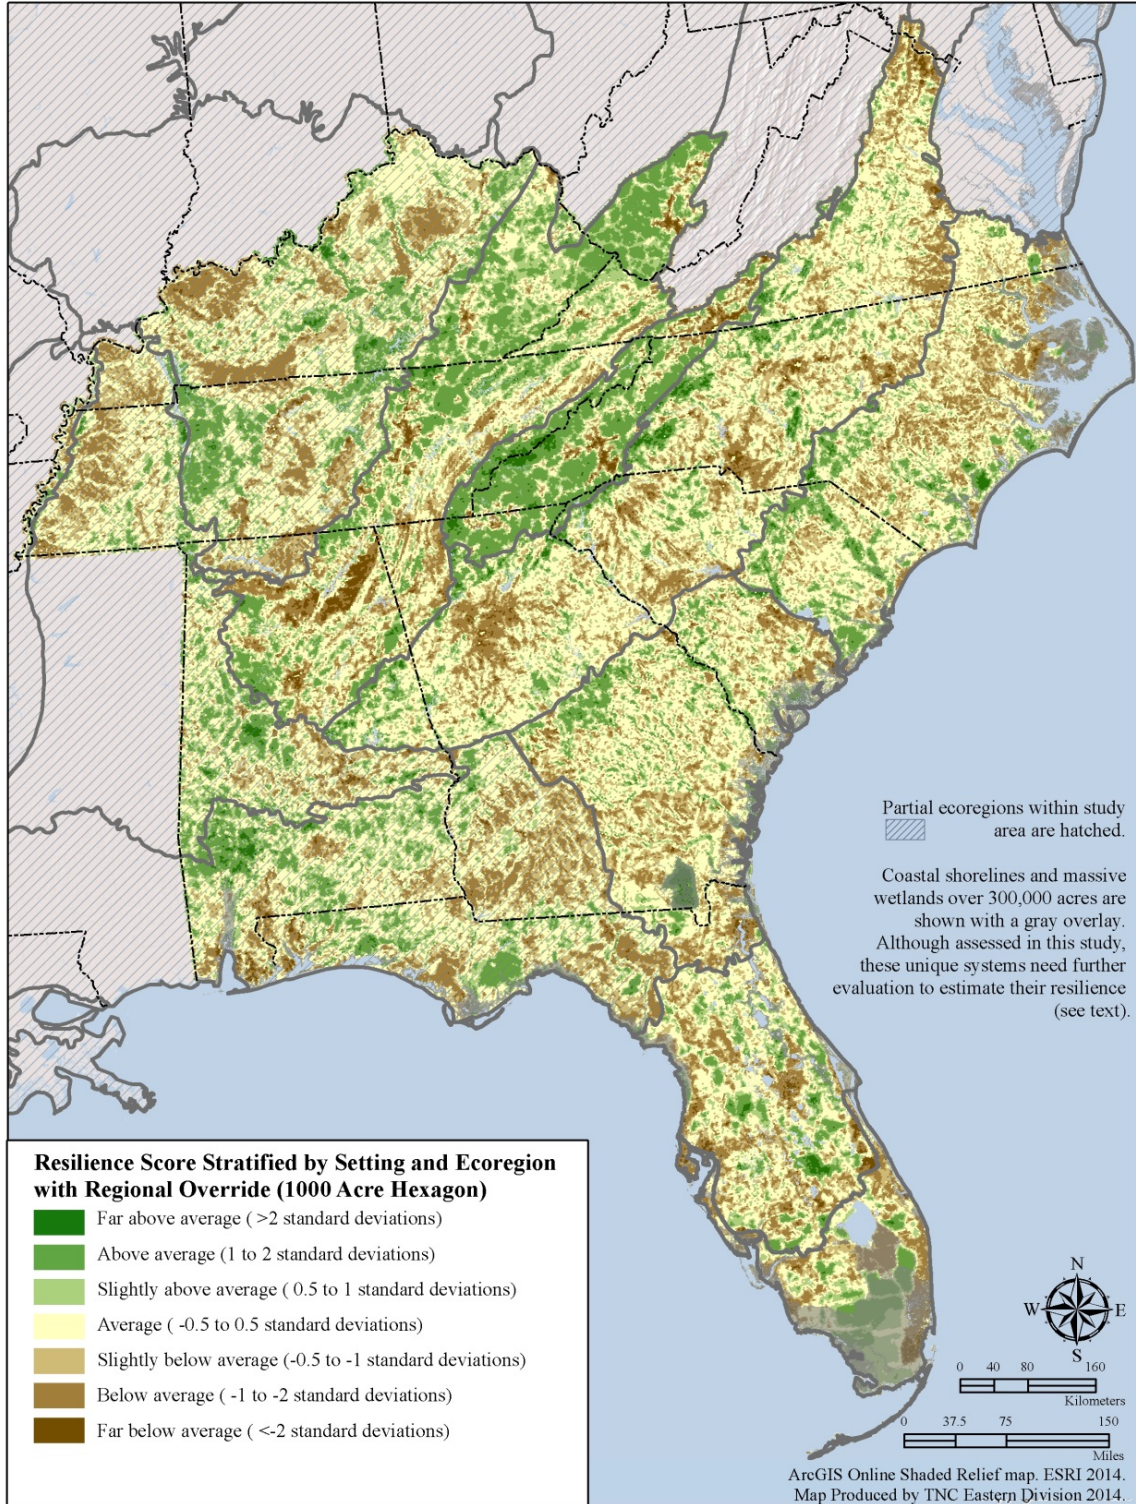 Partial ecoregions within study
area are hatched.
Coastal shorelines and massive
wetlands over 300,000 acres are
shown with a gray overlay.
Although assessed in this study,
these unique systems need further
evaluation to estimate their resilience
(see text).
Resilience Score Stratified by Setting and Ecoregion
with Regional Override (1000 Acre Hexagon)
Far above average ( >2 standard deviations)
Above average (1 to 2 standard deviations)
Slightly above average ( 0.5 to 1 standard deviations)
Average ( -0.5 to 0.5 standard deviations)
Slightly below average (-0.5 to -1 standard deviations)
Below average ( -1 to -2 standard deviations)
Far below average ( <-2 standard deviations)
N
W E
S
0 40 80 160
Kilometers
0 37.5 75 150
Miles
ArcGIS Online Shaded Relief map. ESRI 2014.
Map Produced by TNC Eastern Division 2014.